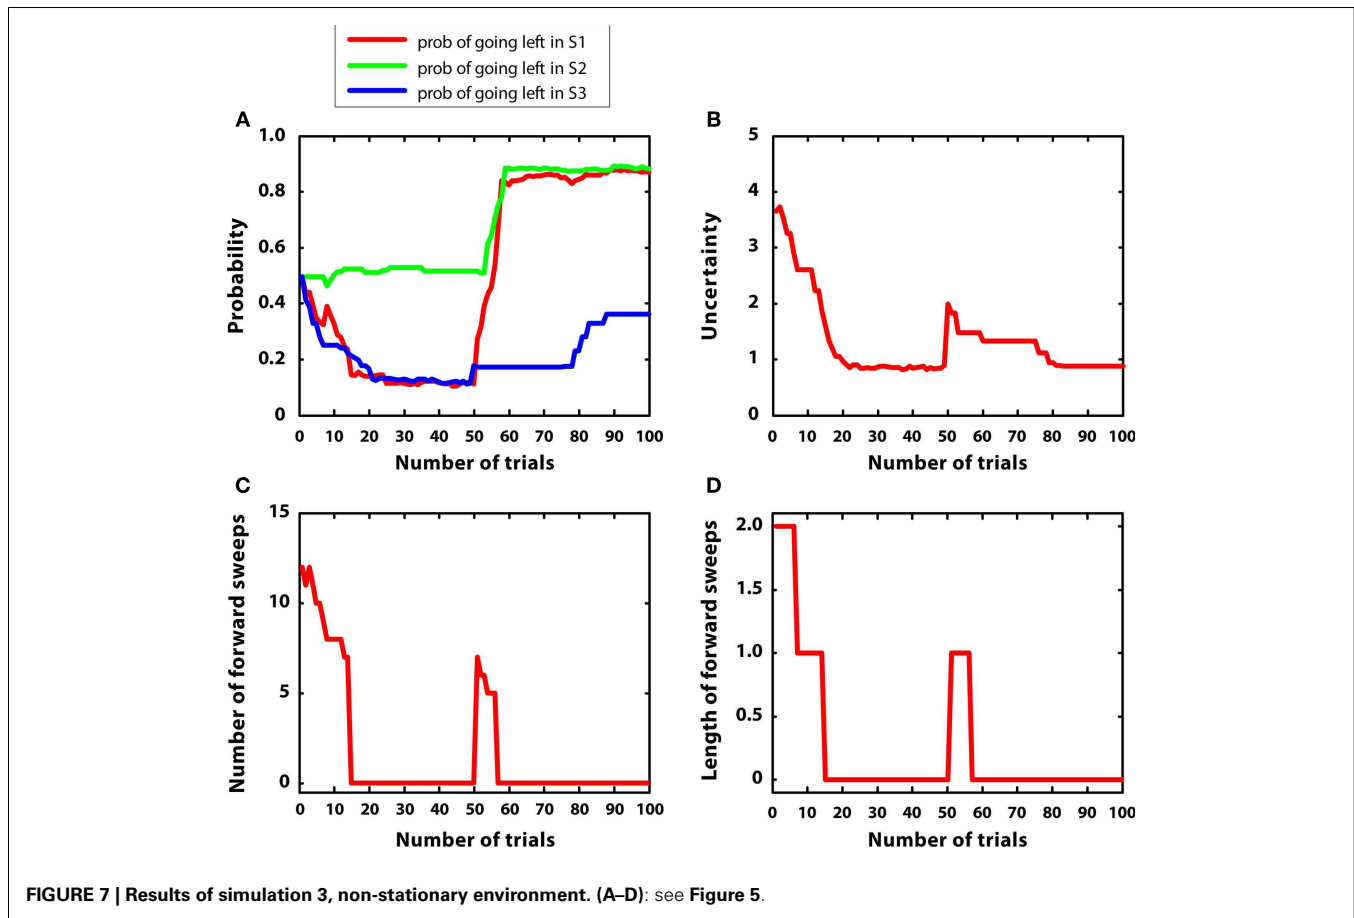 prob of going left in S1
prob of going left in S2
prob of going left in S3
A
1.0
0.8
0.6
0.4
0.2
0
Probability
0 10 20 30 40 50 60 70 80 90 100
Number of trials
B
5
4
3
2
1
0
Uncertainty
0 10 20 30 40 50 60 70 80 90 100
Number of trials
C
15
10
5
0
Number of forward sweeps
0 10 20 30 40 50 60 70 80 90 100
Number of trials
D
2.0
1.5
1.0
0.5
0
Length of forward sweeps
0 10 20 30 40 50 60 70 80 90 100
Number of trials
FIGURE 7 | Results of simulation 3, non-stationary environment. (A–D): see Figure 5.